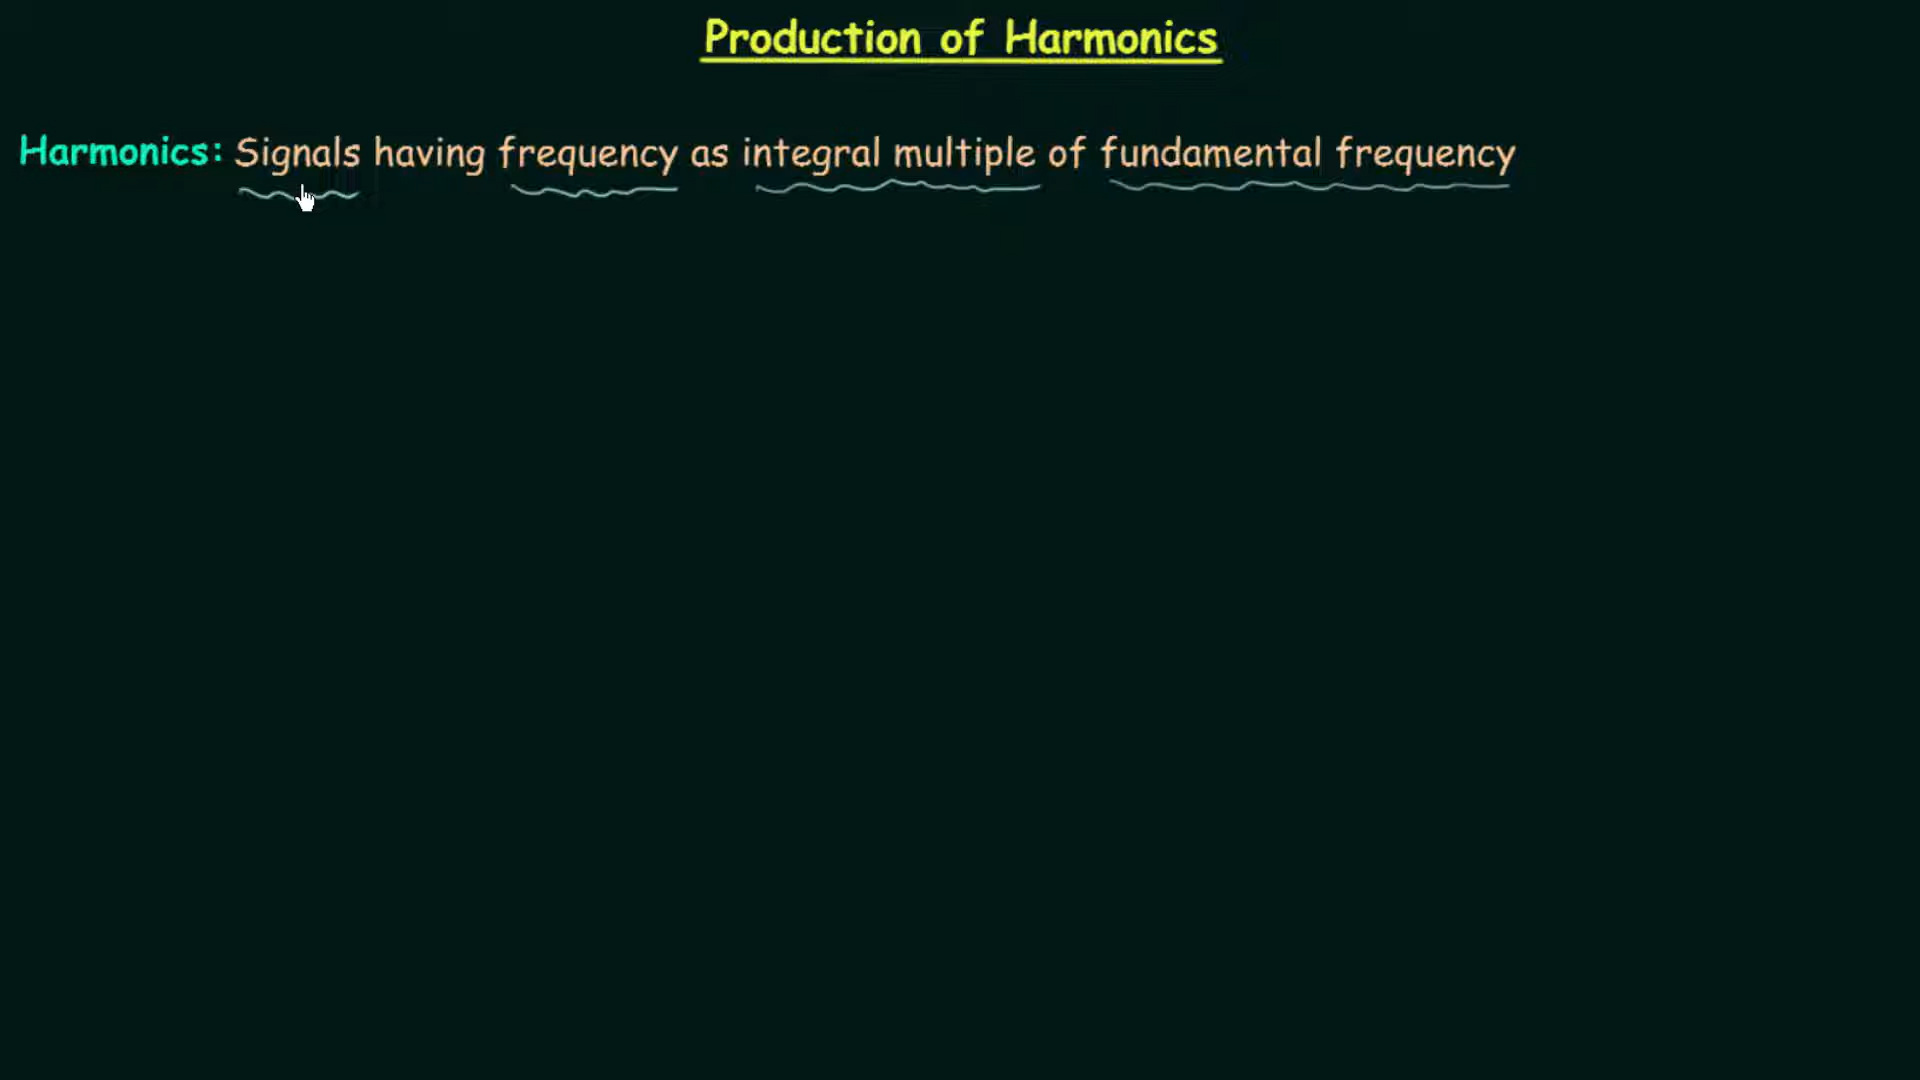 Production of Harmonics
Harmonics: Signals having frequency as integral multiple of fundamental frequency